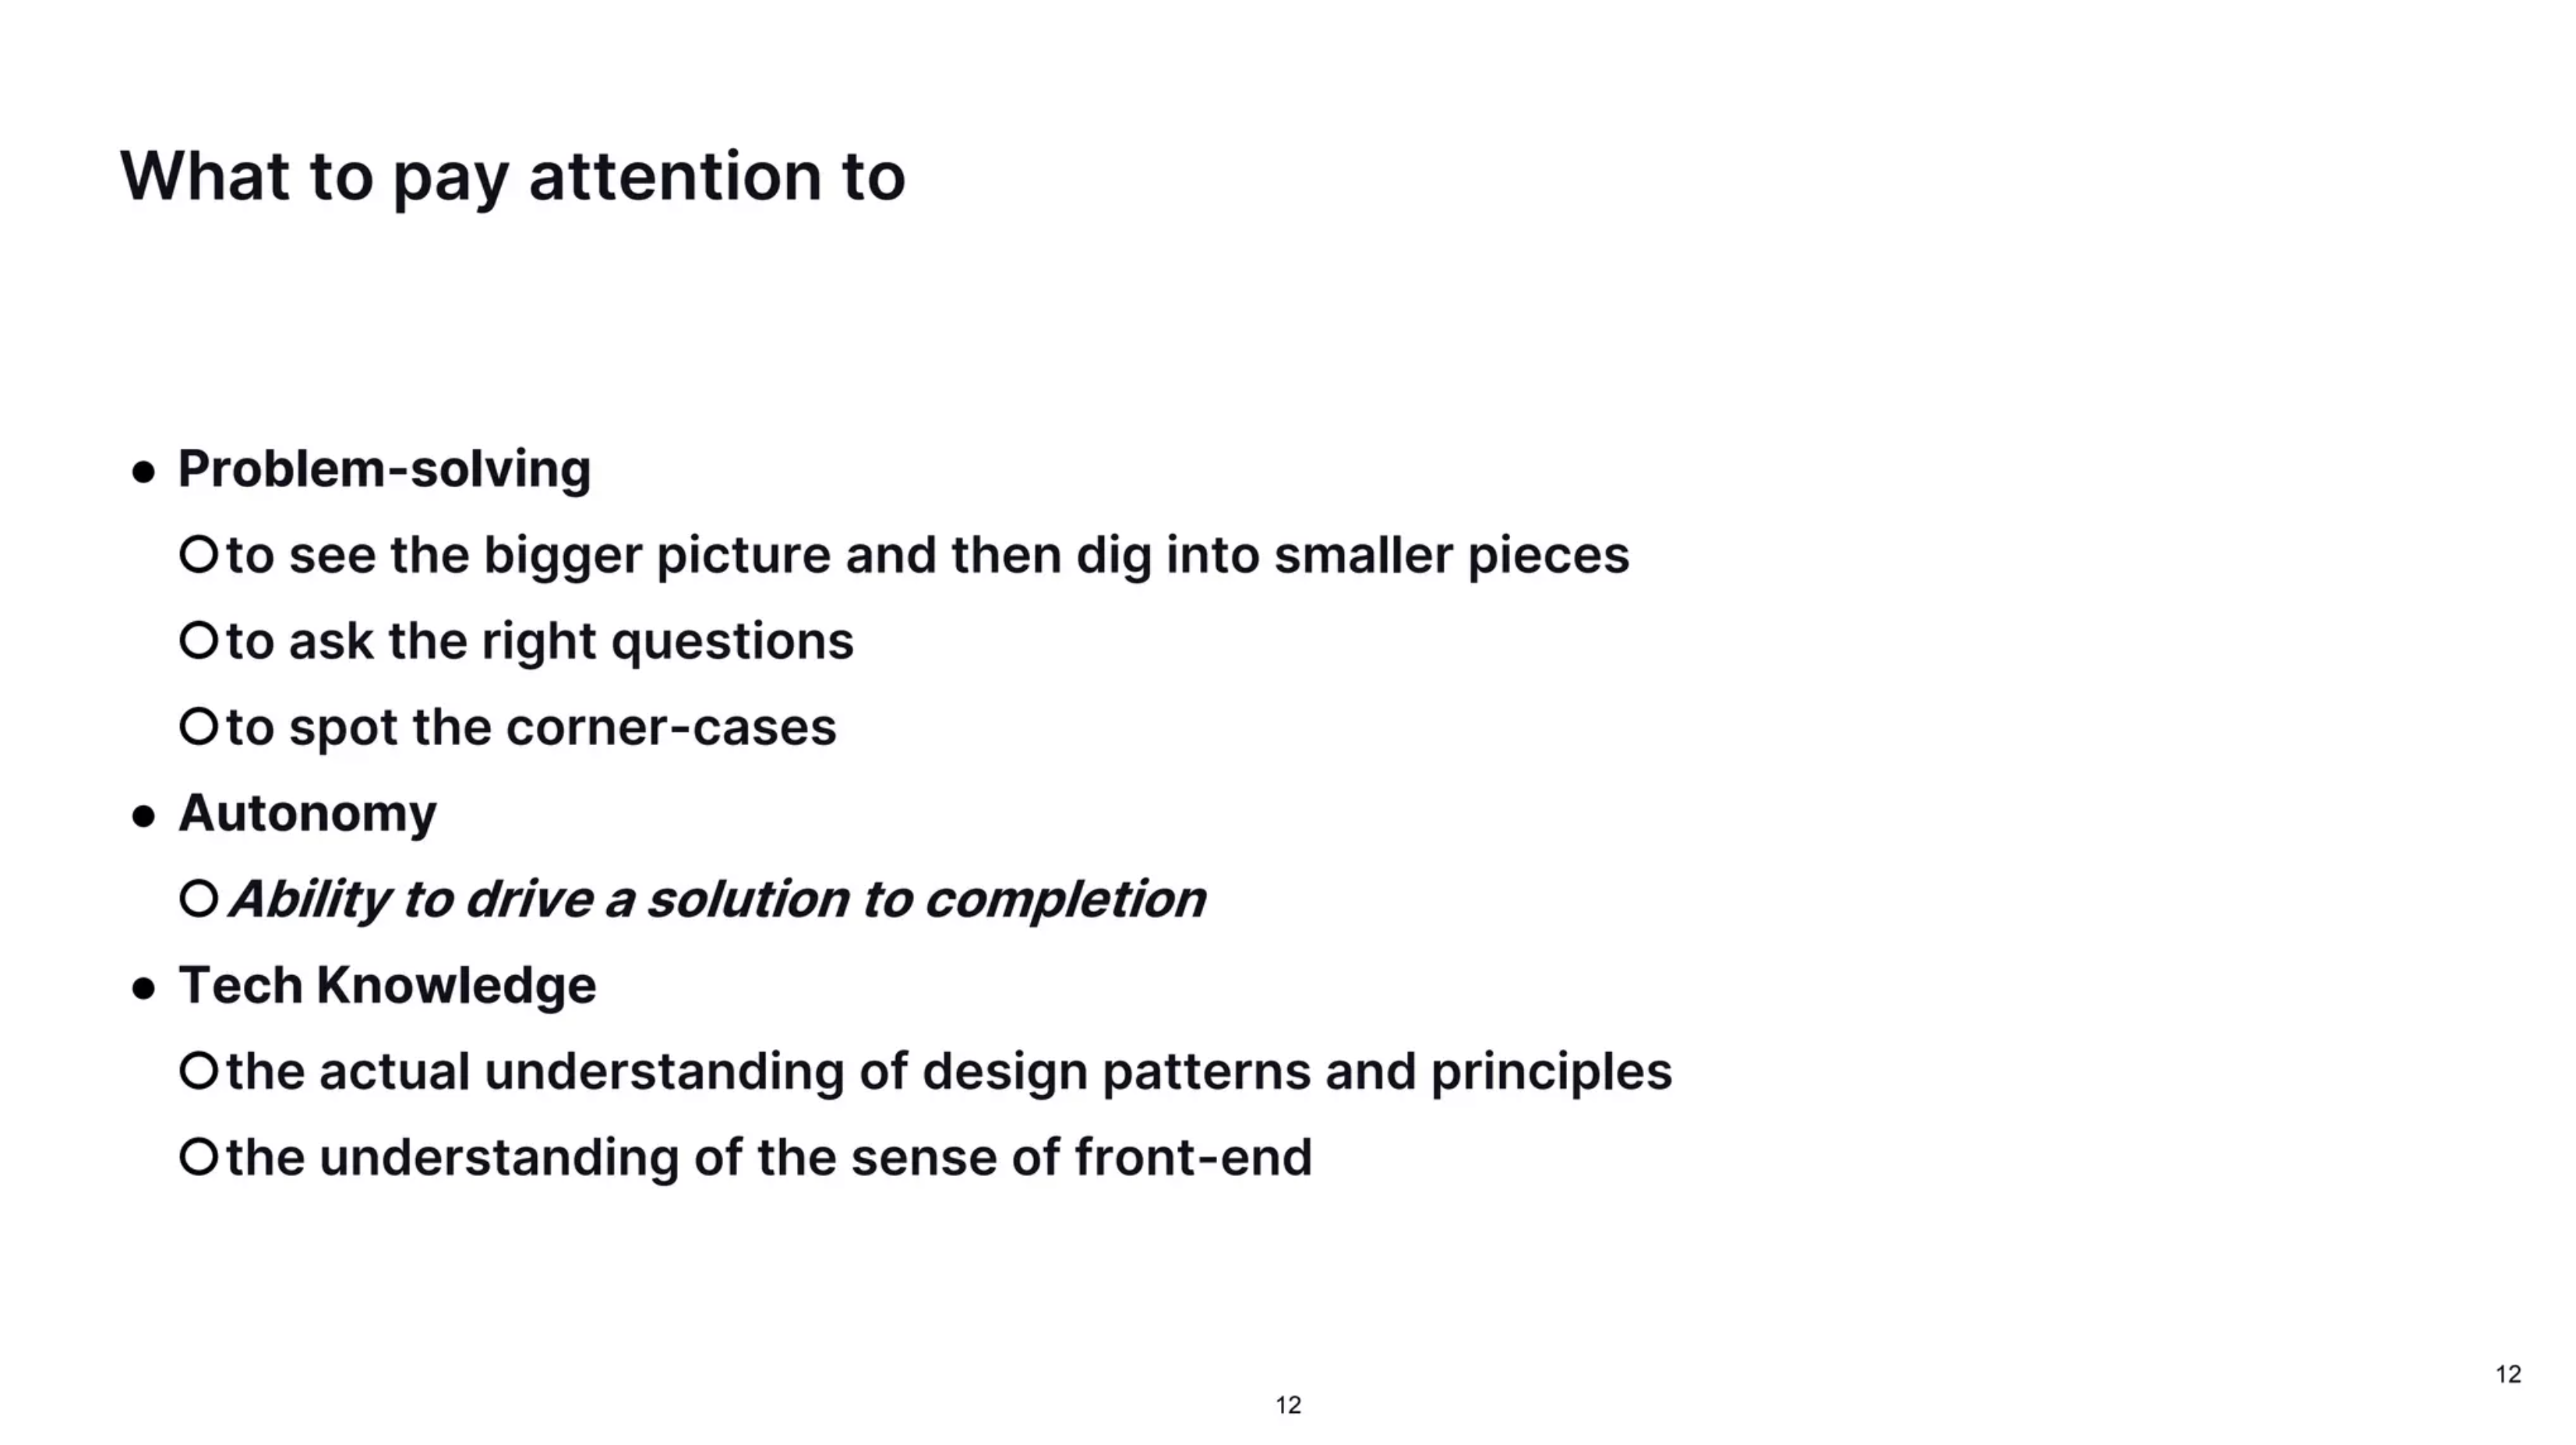 What to pay attention to
● Problem-solving
○ to see the bigger picture and then dig into smaller pieces
○ to ask the right questions
○ to spot the corner-cases
● Autonomy
○ Ability to drive a solution to completion
● Tech Knowledge
○ the actual understanding of design patterns and principles
○ the understanding of the sense of front-end
12
12